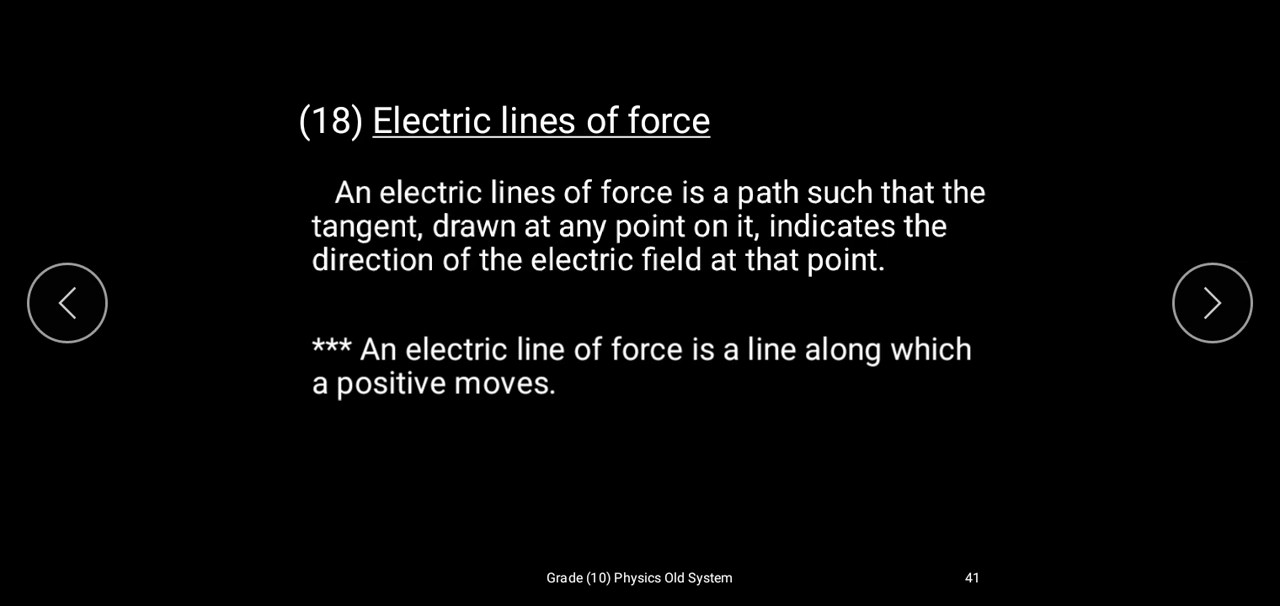 (18) Electric lines of force
An electric lines of force is a path such that the
tangent, drawn at any point on it, indicates the
direction of the electric field at that point.
*** An electric line of force is a line along which
a positive moves.
Grade (10) Physics Old System
41